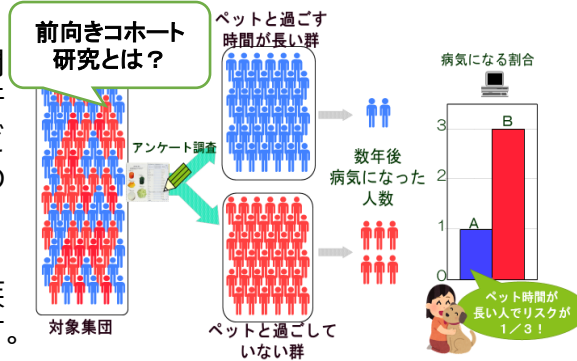 前向きコホート
研究とは？
ペットと過ごす
時間が長い群
アンケート調査
対象集団
ペットと過ごして
いない群
数年後
病気になった
人数
病気になる割合
3
2
1
0
A
B
ペット時間が
長い人でリスクが
１／３！
。